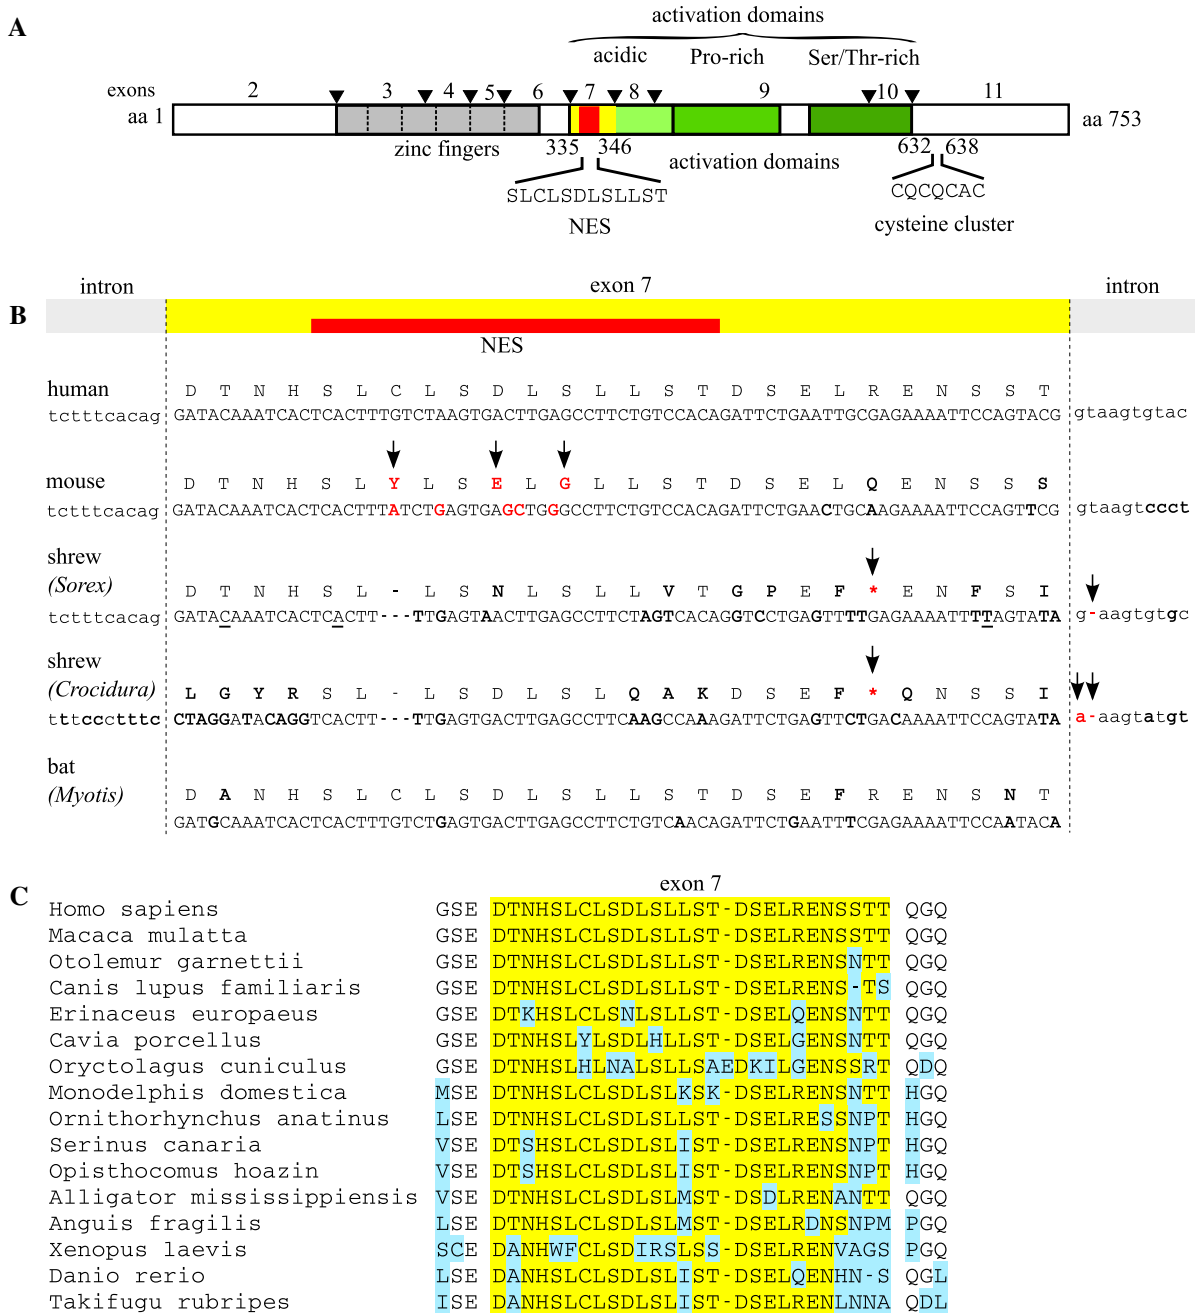 A
activation domains
acidic Pro-rich Ser/Thr-rich
exons 2 3 4 5 6 7 8 9 10 11
aa 1 aa 753
zinc fingers 335 346 activation domains 632 638
SLCLSDLSLLST CQCQCAC
NES cysteine cluster
B
intron exon 7 intron
NES
human D T N H S L C L S D L S L L S T D S E L R E N S S T
tctttcacag GATACAAATCACTCACTTTGTCTAAGTGACTTGAGCCTTCTGTCCACAGATTCTGAATTGCGAGAAAATTCCAGTACG gtaagtgtac
mouse D T N H S L Y L S E L G L L S T D S E L Q E N S S S
tctttcacag GATACAAATCACTCACTTTATCTGAGTGAGCTGGGCCTTCTGTCCACAGATTCTGAACTGCAAGAAAATTCCAGTTCG gtaagtccct
shrew
(Sorex) D T N H S L - L S N L S L L V T G P E F * E N F S I
tctttcacag GATACAAATCACTCACTT---TTGAGTAACTTGAGCCTTCTAGTCACAGGTCCTGAGTTTTGAGAAAATTTTAGTATA g-aagtgtgc
shrew
(Crocidura) L G Y R S L - L S D L S L Q A K D S E F * Q N S S I
tttccctttc CTAGGATACAGGTCACTT---TTGAGTGACTTGAGCCTTCAAGCCAAAGATTCTGAGTTCTGACAAAATTCCAGTATA a-aagtatgt
bat
(Myotis) D A N H S L C L S D L S L L S T D S E F R E N S N T
GATGCAAATCACTCACTTTGTCTGAGTGACTTGAGCCTTCTGTCAACAGATTCTGAATTTCGAGAAAATTCCAATACA
C
exon 7
Homo sapiens GSE DTNHSLCLSDLSLLST-DSELRENSSTT QGQ
Macaca mulatta GSE DTNHSLCLSDLSLLST-DSELRENSSTT QGQ
Otolemur garnettii GSE DTNHSLCLSDLSLLST-DSELRENSNTT QGQ
Canis lupus familiaris GSE DTNHSLCLSDLSLLST-DSELRENS-TS QGQ
Erinaceus europaeus GSE DTKHSLCLSNLSLLST-DSELQENSNTT QGQ
Cavia porcellus GSE DTNHSLYLSDLHLLST-DSELGENSNTT QGQ
Oryctolagus cuniculus GSE DTNHSLHLNALSLLSAEDKILGENSSRT QDQ
Monodelphis domestica MSE DTNHSLCLSDLSLKSK-DSELRENSNTT HGQ
Ornithorhynchus anatinus LSE DTNHSLCLSDLSLLST-DSELRESSNPT HGQ
Serinus canaria VSE DTSHSLCLSDLSLIST-DSELRENSNPT HGQ
Opisthocomus hoazin VSE DTSHSLCLSDLSLIST-DSELRENSNPT HGQ
Alligator mississippiensis VSE DTNHSLCLSDLSLMST-DSDLRENANTT QGQ
Anguis fragilis LSE DTNHSLCLSDLSLMST-DSELRDNSNPM PGQ
Xenopus laevis SCE DANHWFCLSDIRSLSS-DSELRENVAGS PGQ
Danio rerio LSE DANHSLCLSDLSLIST-DSELQENHN-S QGL
Takifugu rubripes ISE DANHSLCLSDLSLIST-DSELRENLNNA QDL